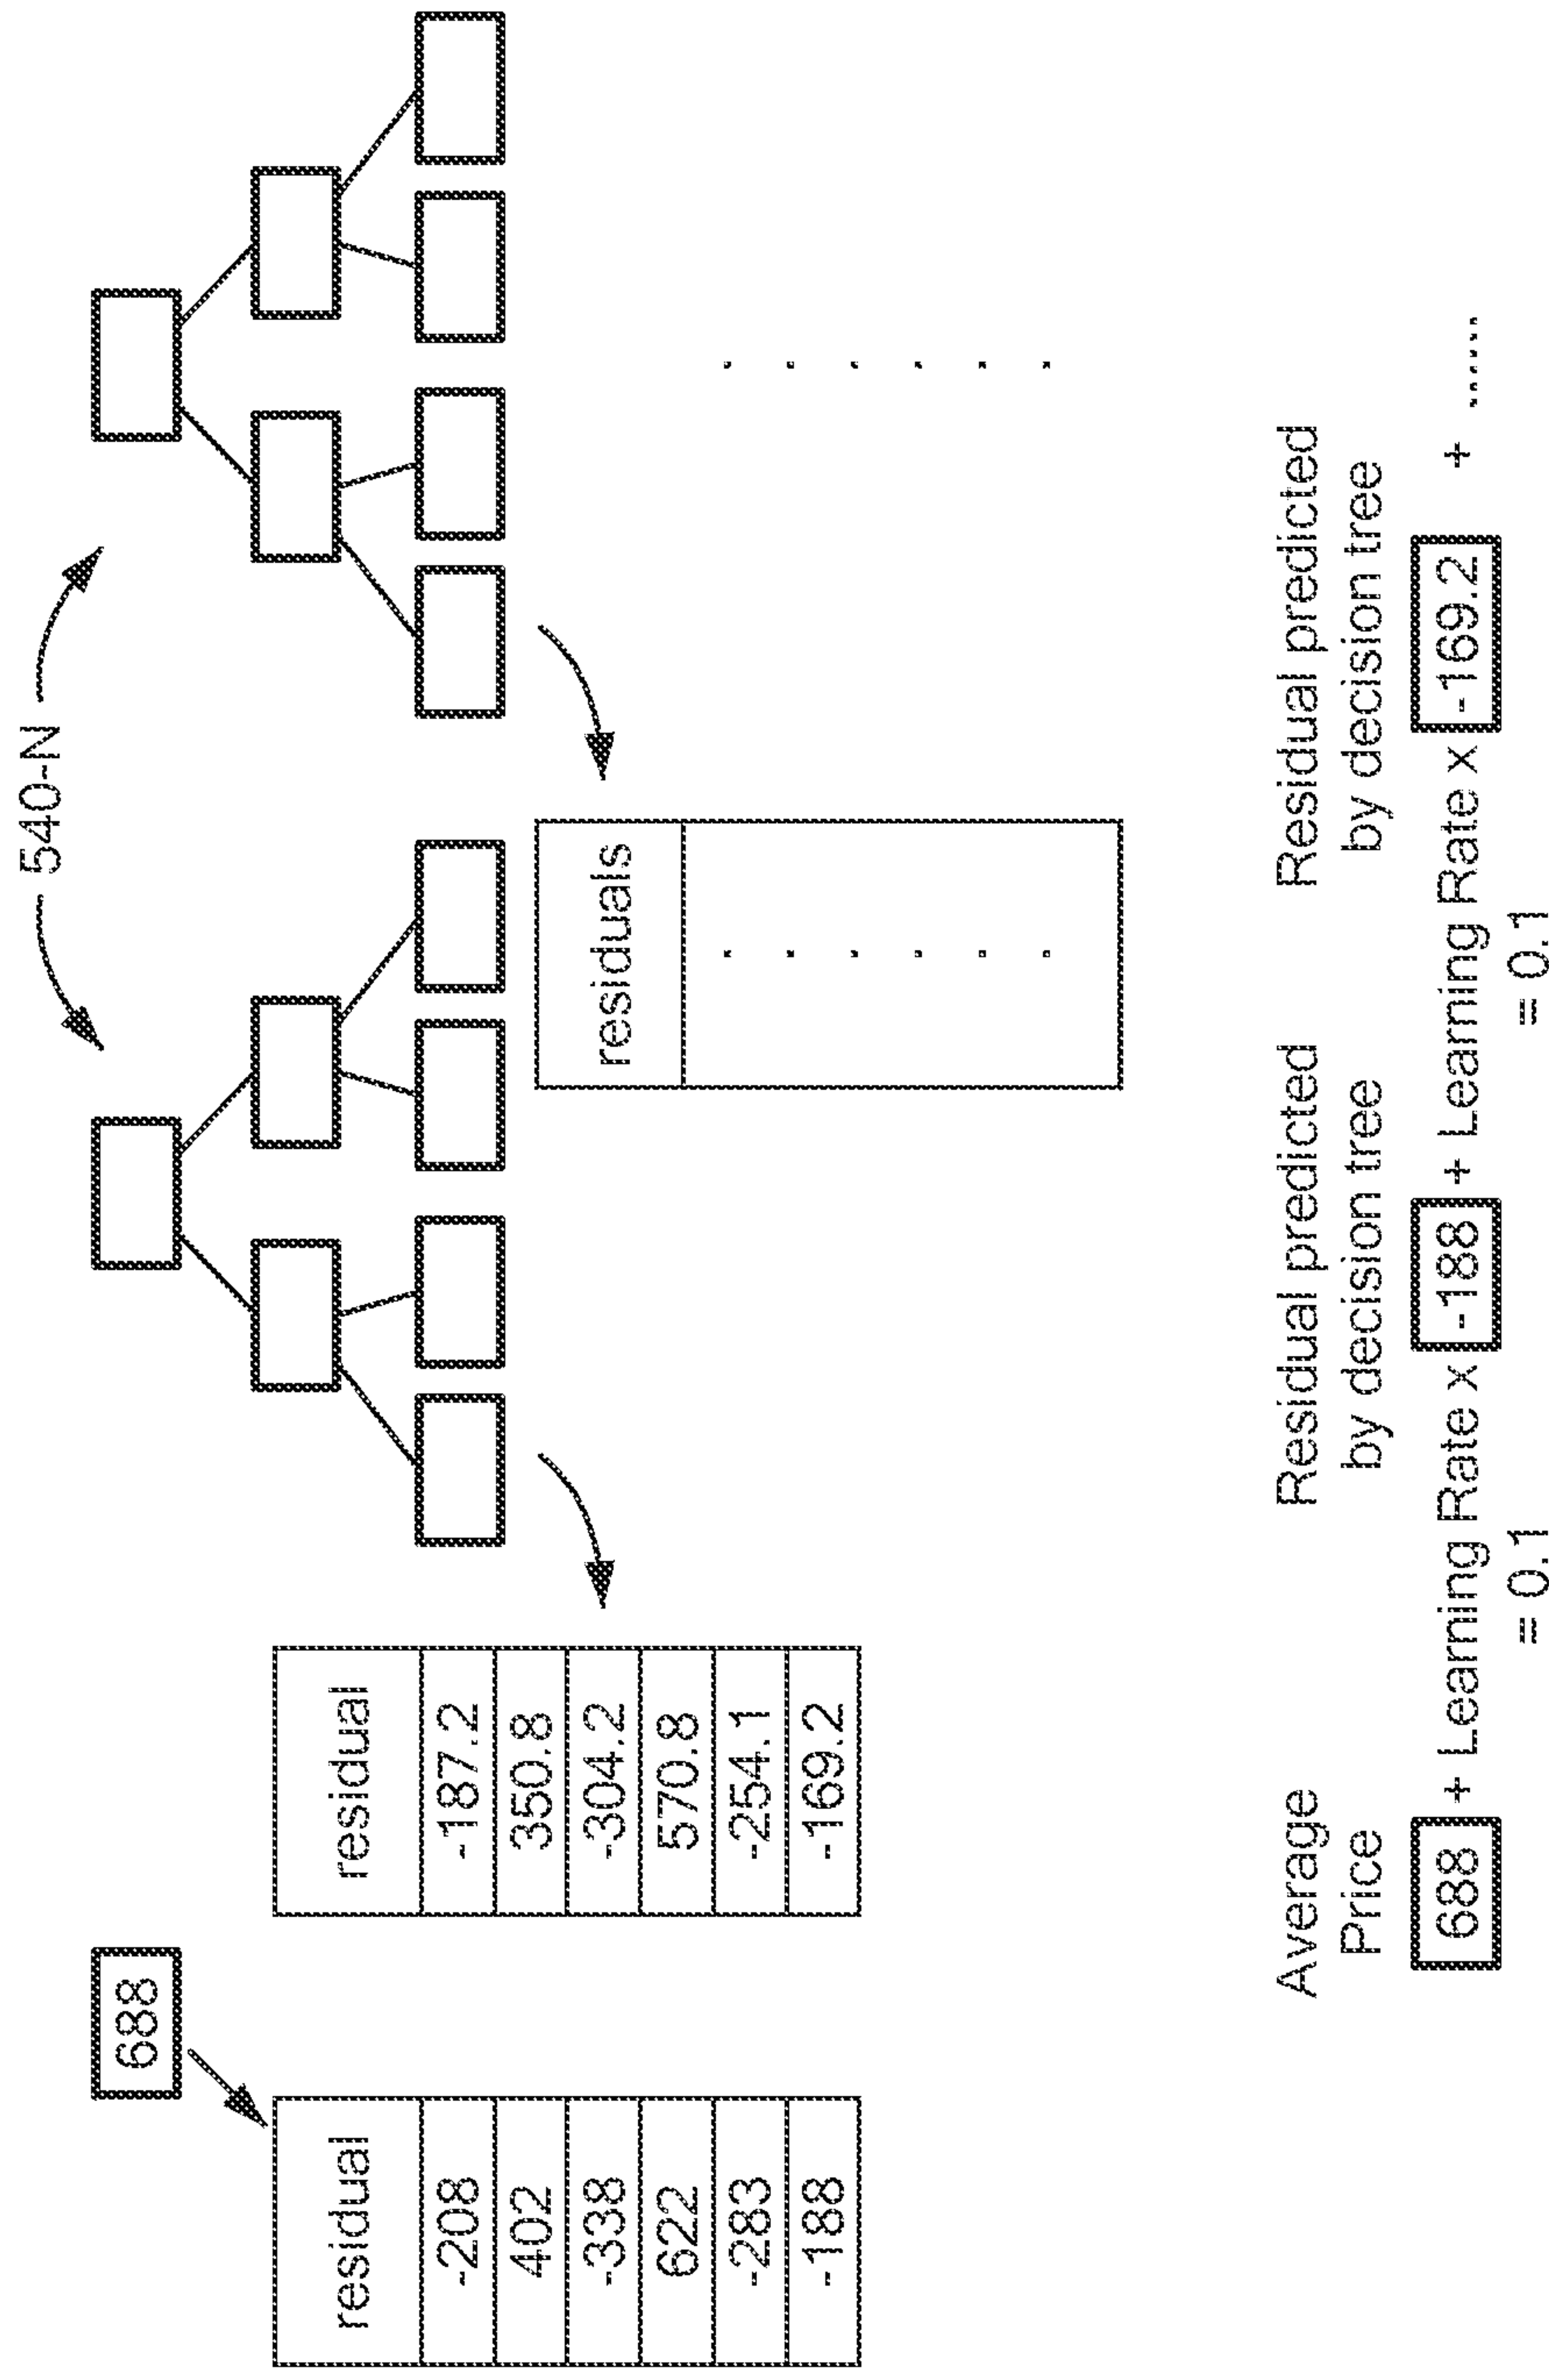 540-N
688
residual
-208
402
-338
622
-283
-188
residual
-187.2
350.8
-304.2
570.8
-254.1
-169.2
residuals
. . . . . .
. . . . . .
Average
Price
Residual predicted
by decision tree
Residual predicted
by decision tree
688 + Learning Rate x -188 + Learning Rate x -169.2 + ......
= 0.1
= 0.1